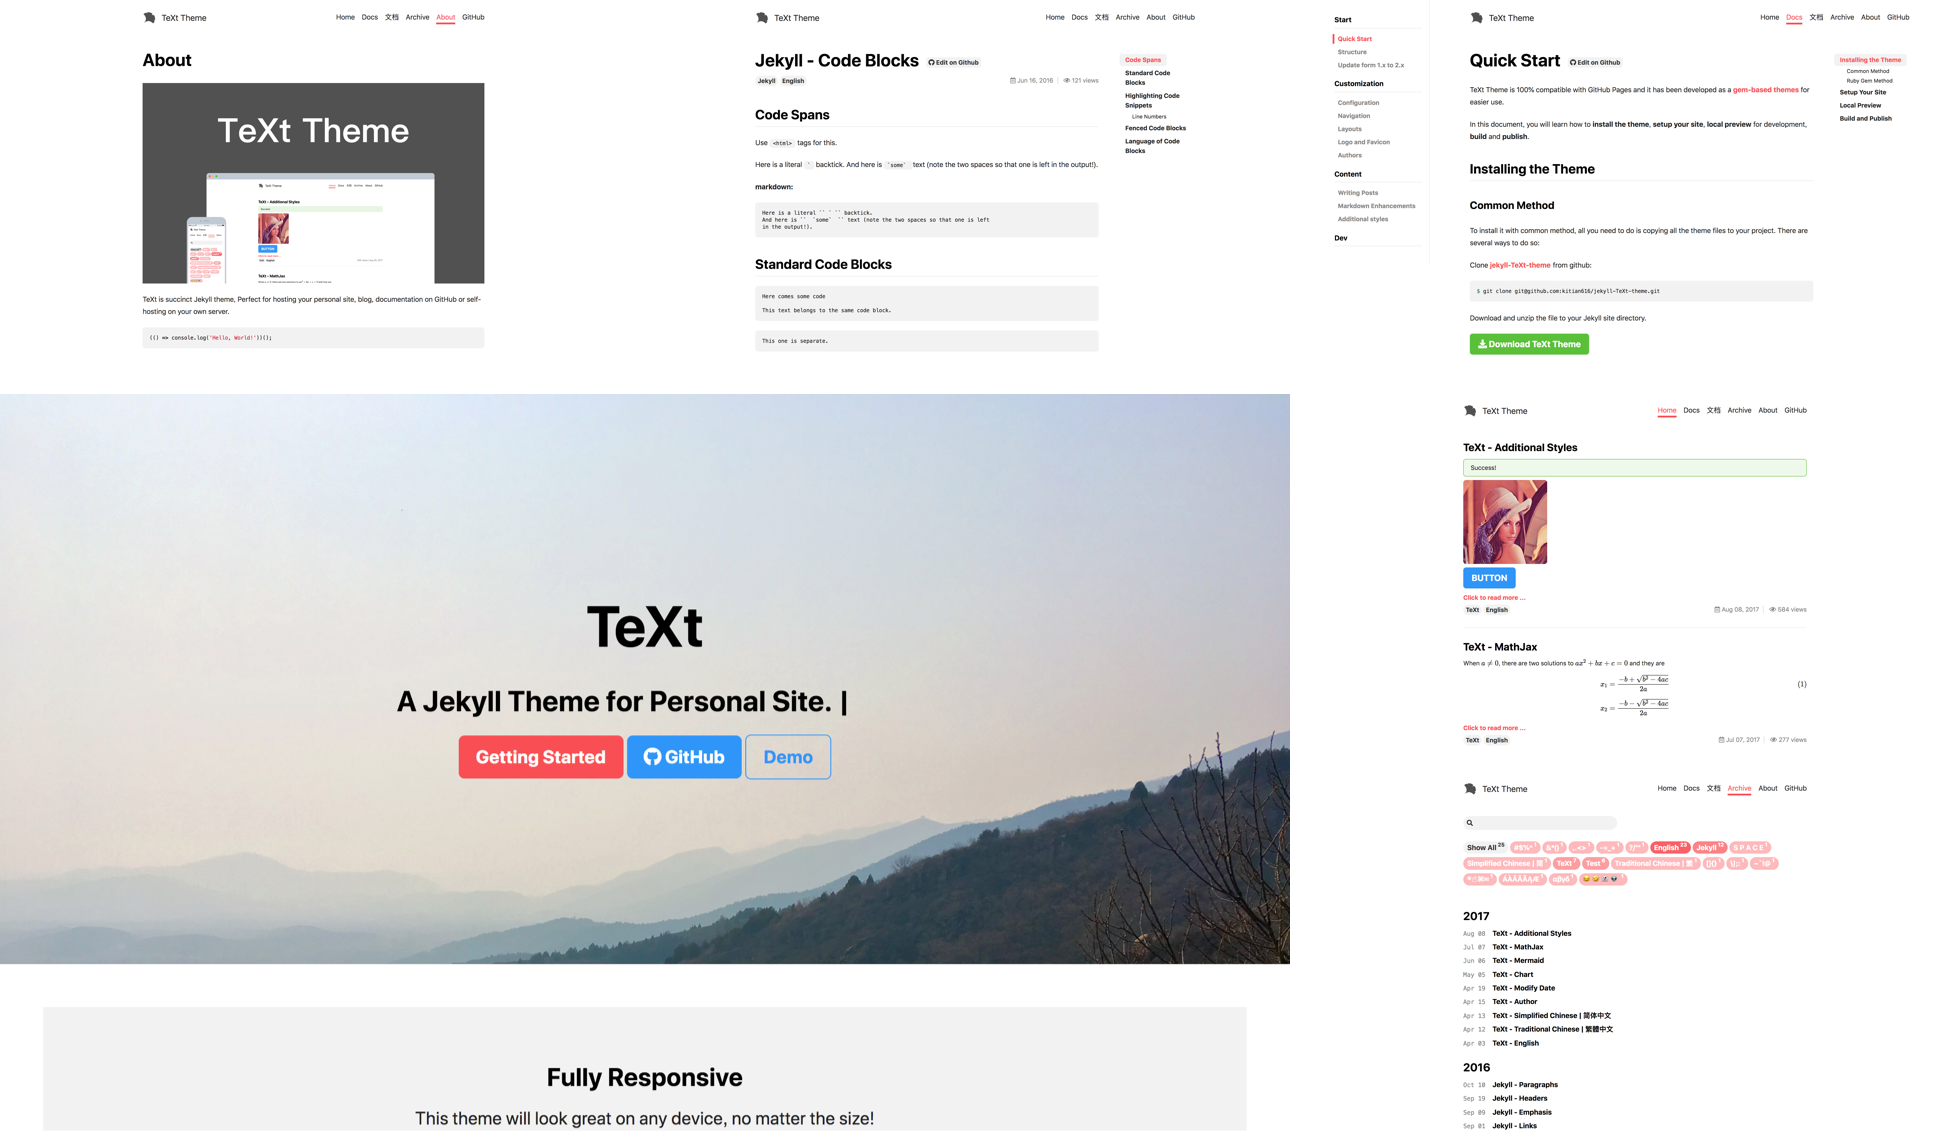 TeXt Theme
Home Docs 文档 Archive About GitHub
About
TeXt Theme
TeXt Theme
TeXt - Additional Styles
BUTTON
TeXt - MathJax
TeXt is succinct Jekyll theme, Perfect for hosting your personal site, blog, documentation on GitHub or self-
hosting on your own server.
(() => console.log('Hello, World!'))();
TeXt Theme
Home Docs 文档 Archive About GitHub
Jekyll - Code Blocks Edit on Github
Jekyll English Jun 16, 2016 | 121 views
Code Spans
Use <html> tags for this.
Here is a literal ` backtick. And here is `some` text (note the two spaces so that one is left in the output!).
markdown:
Here is a literal `` ` `` backtick.
And here is `` `some` `` text (note the two spaces so that one is left
in the output!).
Standard Code Blocks
Here comes some code
This text belongs to the same code block.
This one is separate.
Code Spans
Standard Code
Blocks
Highlighting Code
Snippets
Line Numbers
Fenced Code Blocks
Language of Code
Blocks
Start
Quick Start
Structure
Update form 1.x to 2.x
Customization
Configuration
Navigation
Layouts
Logo and Favicon
Authors
Content
Writing Posts
Markdown Enhancements
Additional styles
Dev
TeXt Theme
Home Docs 文档 Archive About GitHub
Quick Start Edit on Github
TeXt Theme is 100% compatible with GitHub Pages and it has been developed as a gem-based themes for
easier use.
In this document, you will learn how to install the theme, setup your site, local preview for development,
build and publish.
Installing the Theme
Common Method
To install it with common method, all you need to do is copying all the theme files to your project. There are
several ways to do so:
Clone jekyll-TeXt-theme from github:
$ git clone git@github.com:kitian616/jekyll-TeXt-theme.git
Download and unzip the file to your Jekyll site directory.
Download TeXt Theme
Installing the Theme
Common Method
Ruby Gem Method
Setup Your Site
Local Preview
Build and Publish
TeXt
A Jekyll Theme for Personal Site. |
Getting Started GitHub Demo
Fully Responsive
This theme will look great on any device, no matter the size!
TeXt Theme
Home Docs 文档 Archive About GitHub
TeXt - Additional Styles
Success!
BUTTON
Click to read more ...
TeXt English Aug 08, 2017 | 584 views
TeXt - MathJax
When a ≠ 0, there are two solutions to ax² + bx + c = 0 and they are
x₁ = (−b + √(b² − 4ac)) / 2a (1)
x₂ = (−b − √(b² − 4ac)) / 2a
Click to read more ...
TeXt English Jul 07, 2017 | 277 views
TeXt Theme
Home Docs 文档 Archive About GitHub
Show All 25 English 23 Jekyll 12 S P A C E 1
Simplified Chinese | 简 1 TeXt 7 Test 6 Traditional Chinese | 繁 1
αβγδ 1
2017
Aug 08 TeXt - Additional Styles
Jul 07 TeXt - MathJax
Jun 06 TeXt - Mermaid
May 05 TeXt - Chart
Apr 19 TeXt - Modify Date
Apr 15 TeXt - Author
Apr 13 TeXt - Simplified Chinese | 简体中文
Apr 12 TeXt - Traditional Chinese | 繁體中文
Apr 03 TeXt - English
2016
Oct 10 Jekyll - Paragraphs
Sep 19 Jekyll - Headers
Sep 09 Jekyll - Emphasis
Sep 01 Jekyll - Links